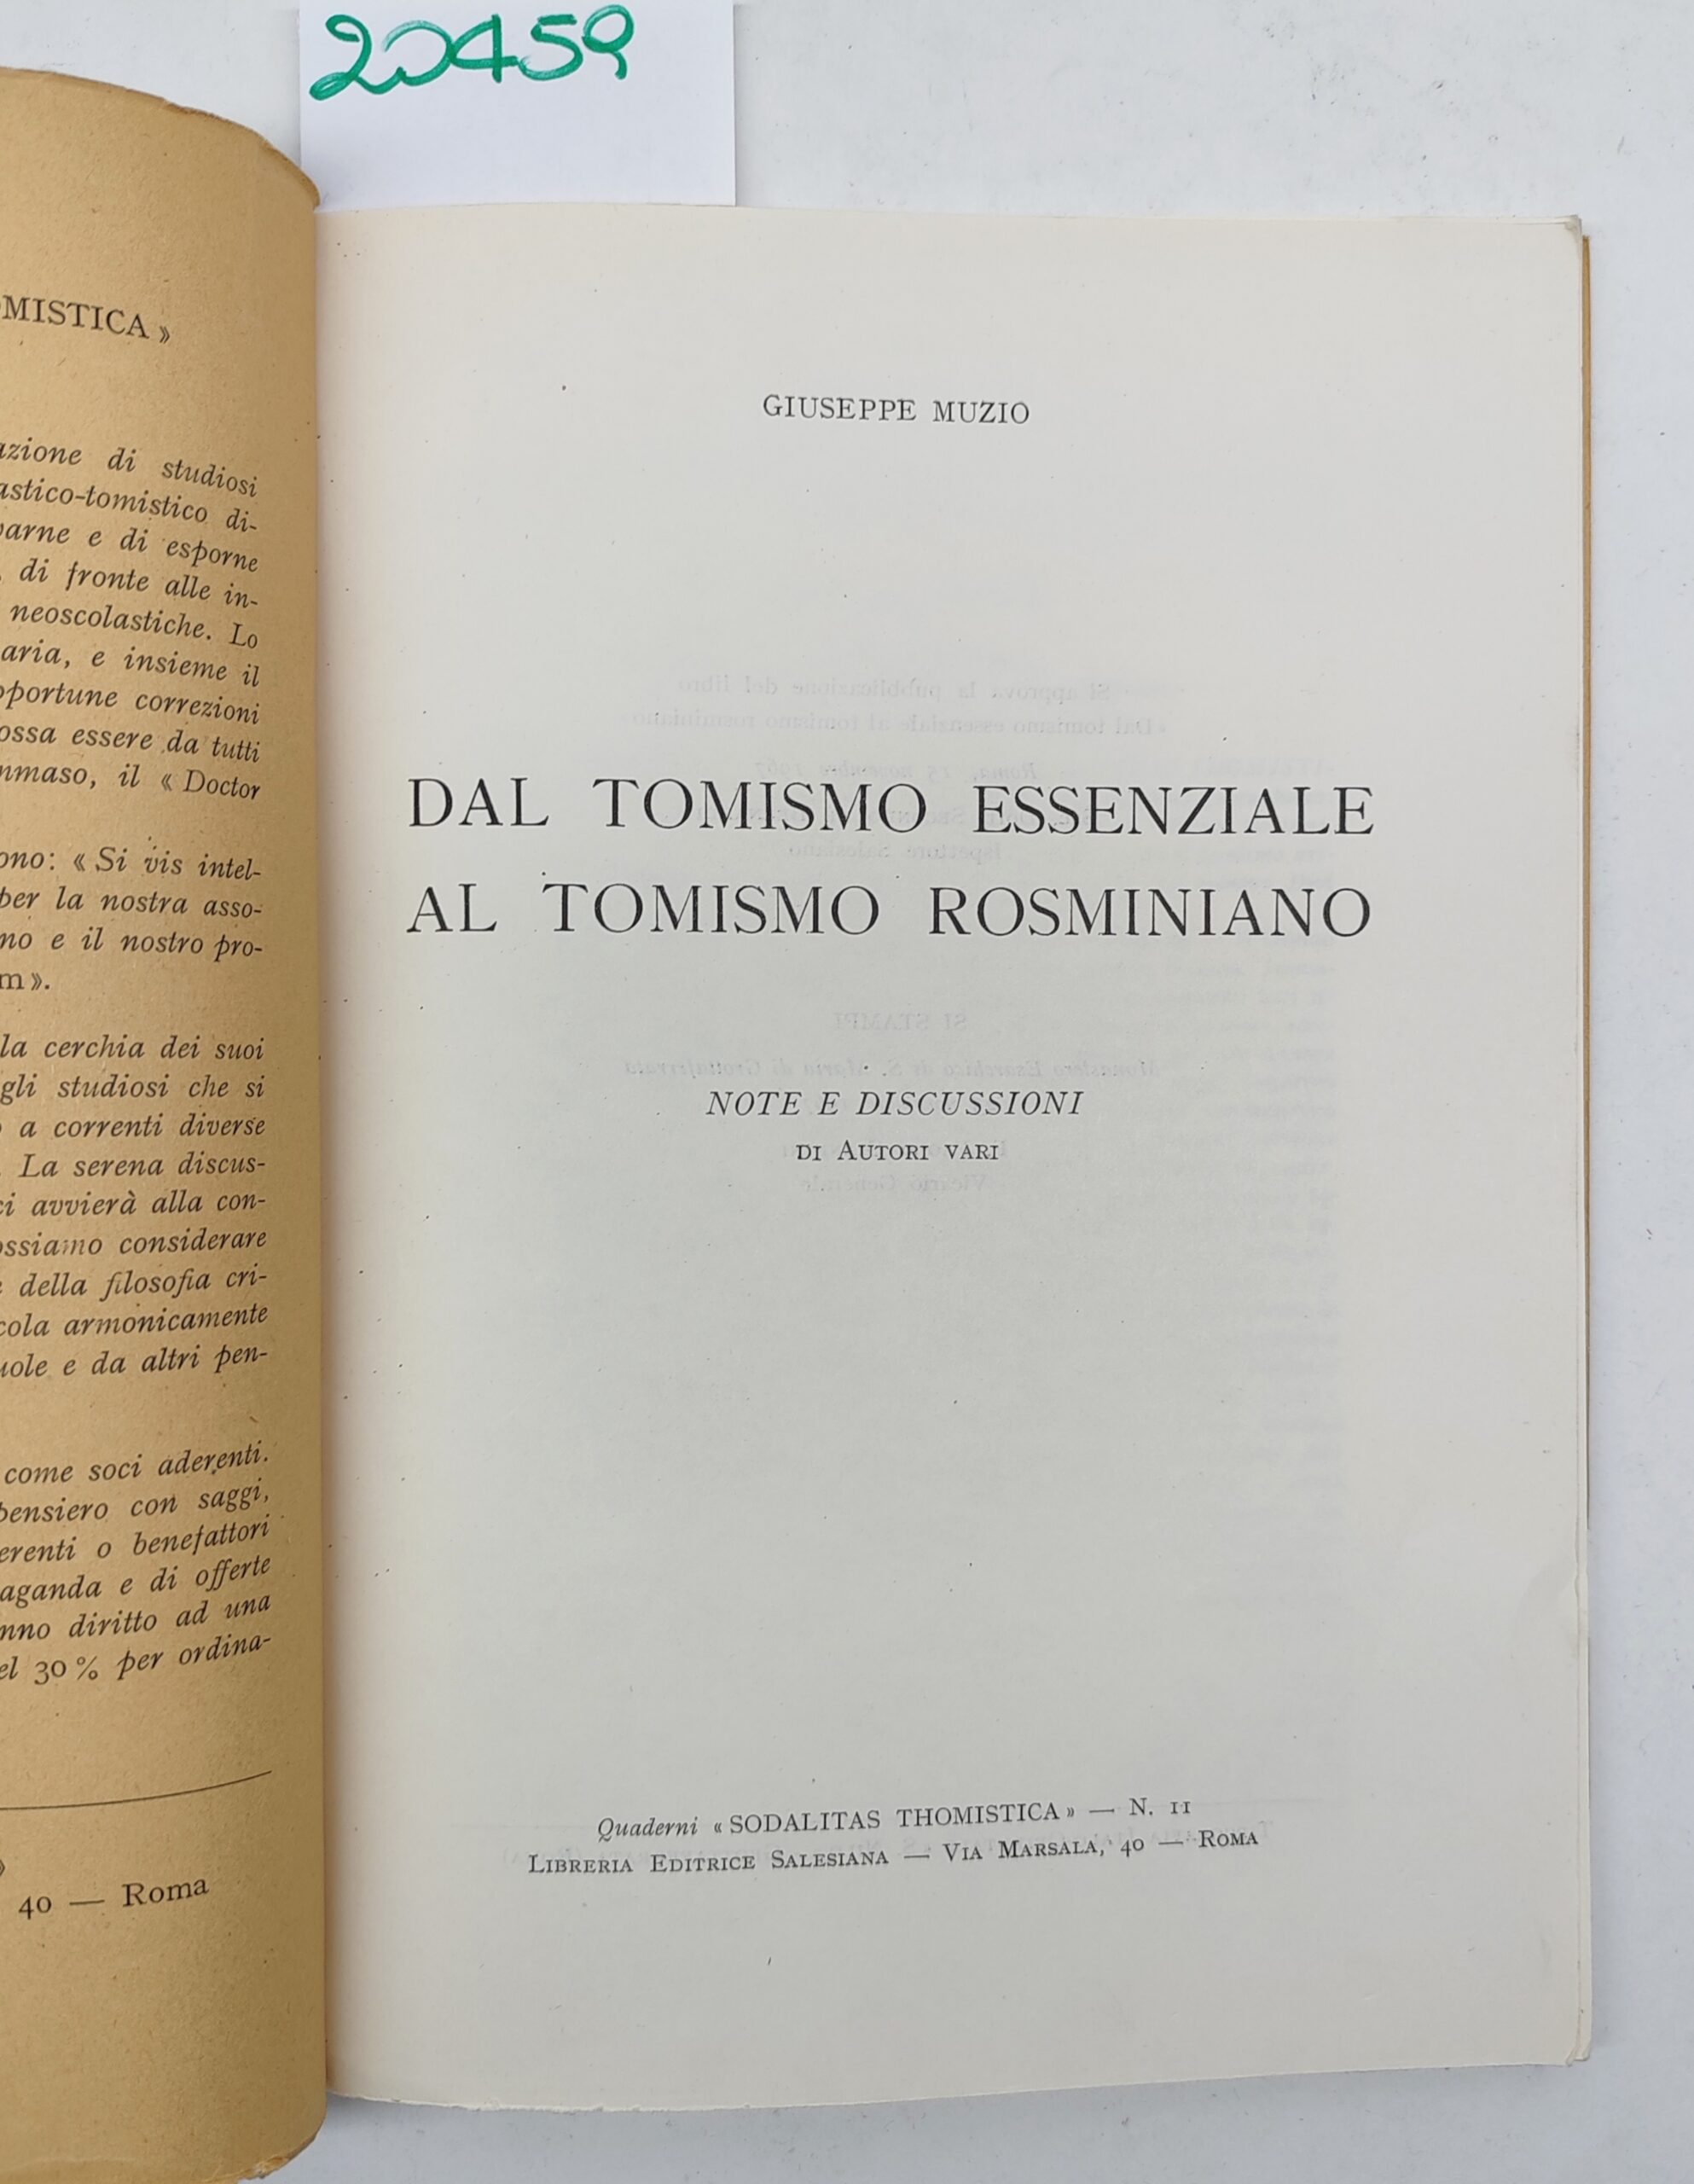 20459
OMISTICA »
azione di studiosi
astico-tomistico di-
varne e di esporne
di fronte alle in-
neoscolastiche. Lo
aria, e insieme il
pportune correzioni
ossa essere da tutti
mmaso, il « Doctor
ono: « Si vis intel-
per la nostra asso-
no e il nostro pro-
m ».
la cerchia dei suoi
gli studiosi che si
a correnti diverse
. La serena discus-
ci avvierà alla con-
ossiamo considerare
della filosofia cri-
cola armonicamente
uole e da altri pen-
come soci aderenti.
pensiero con saggi,
erenti o benefattori
aganda e di offerte
nno diritto ad una
el 30 % per ordina-
»
40 — Roma
GIUSEPPE MUZIO
DAL TOMISMO ESSENZIALE
AL TOMISMO ROSMINIANO
NOTE E DISCUSSIONI
DI AUTORI VARI
Quaderni « SODALITAS THOMISTICA » — N. 11
LIBRERIA EDITRICE SALESIANA — VIA MARSALA, 40 — ROMA